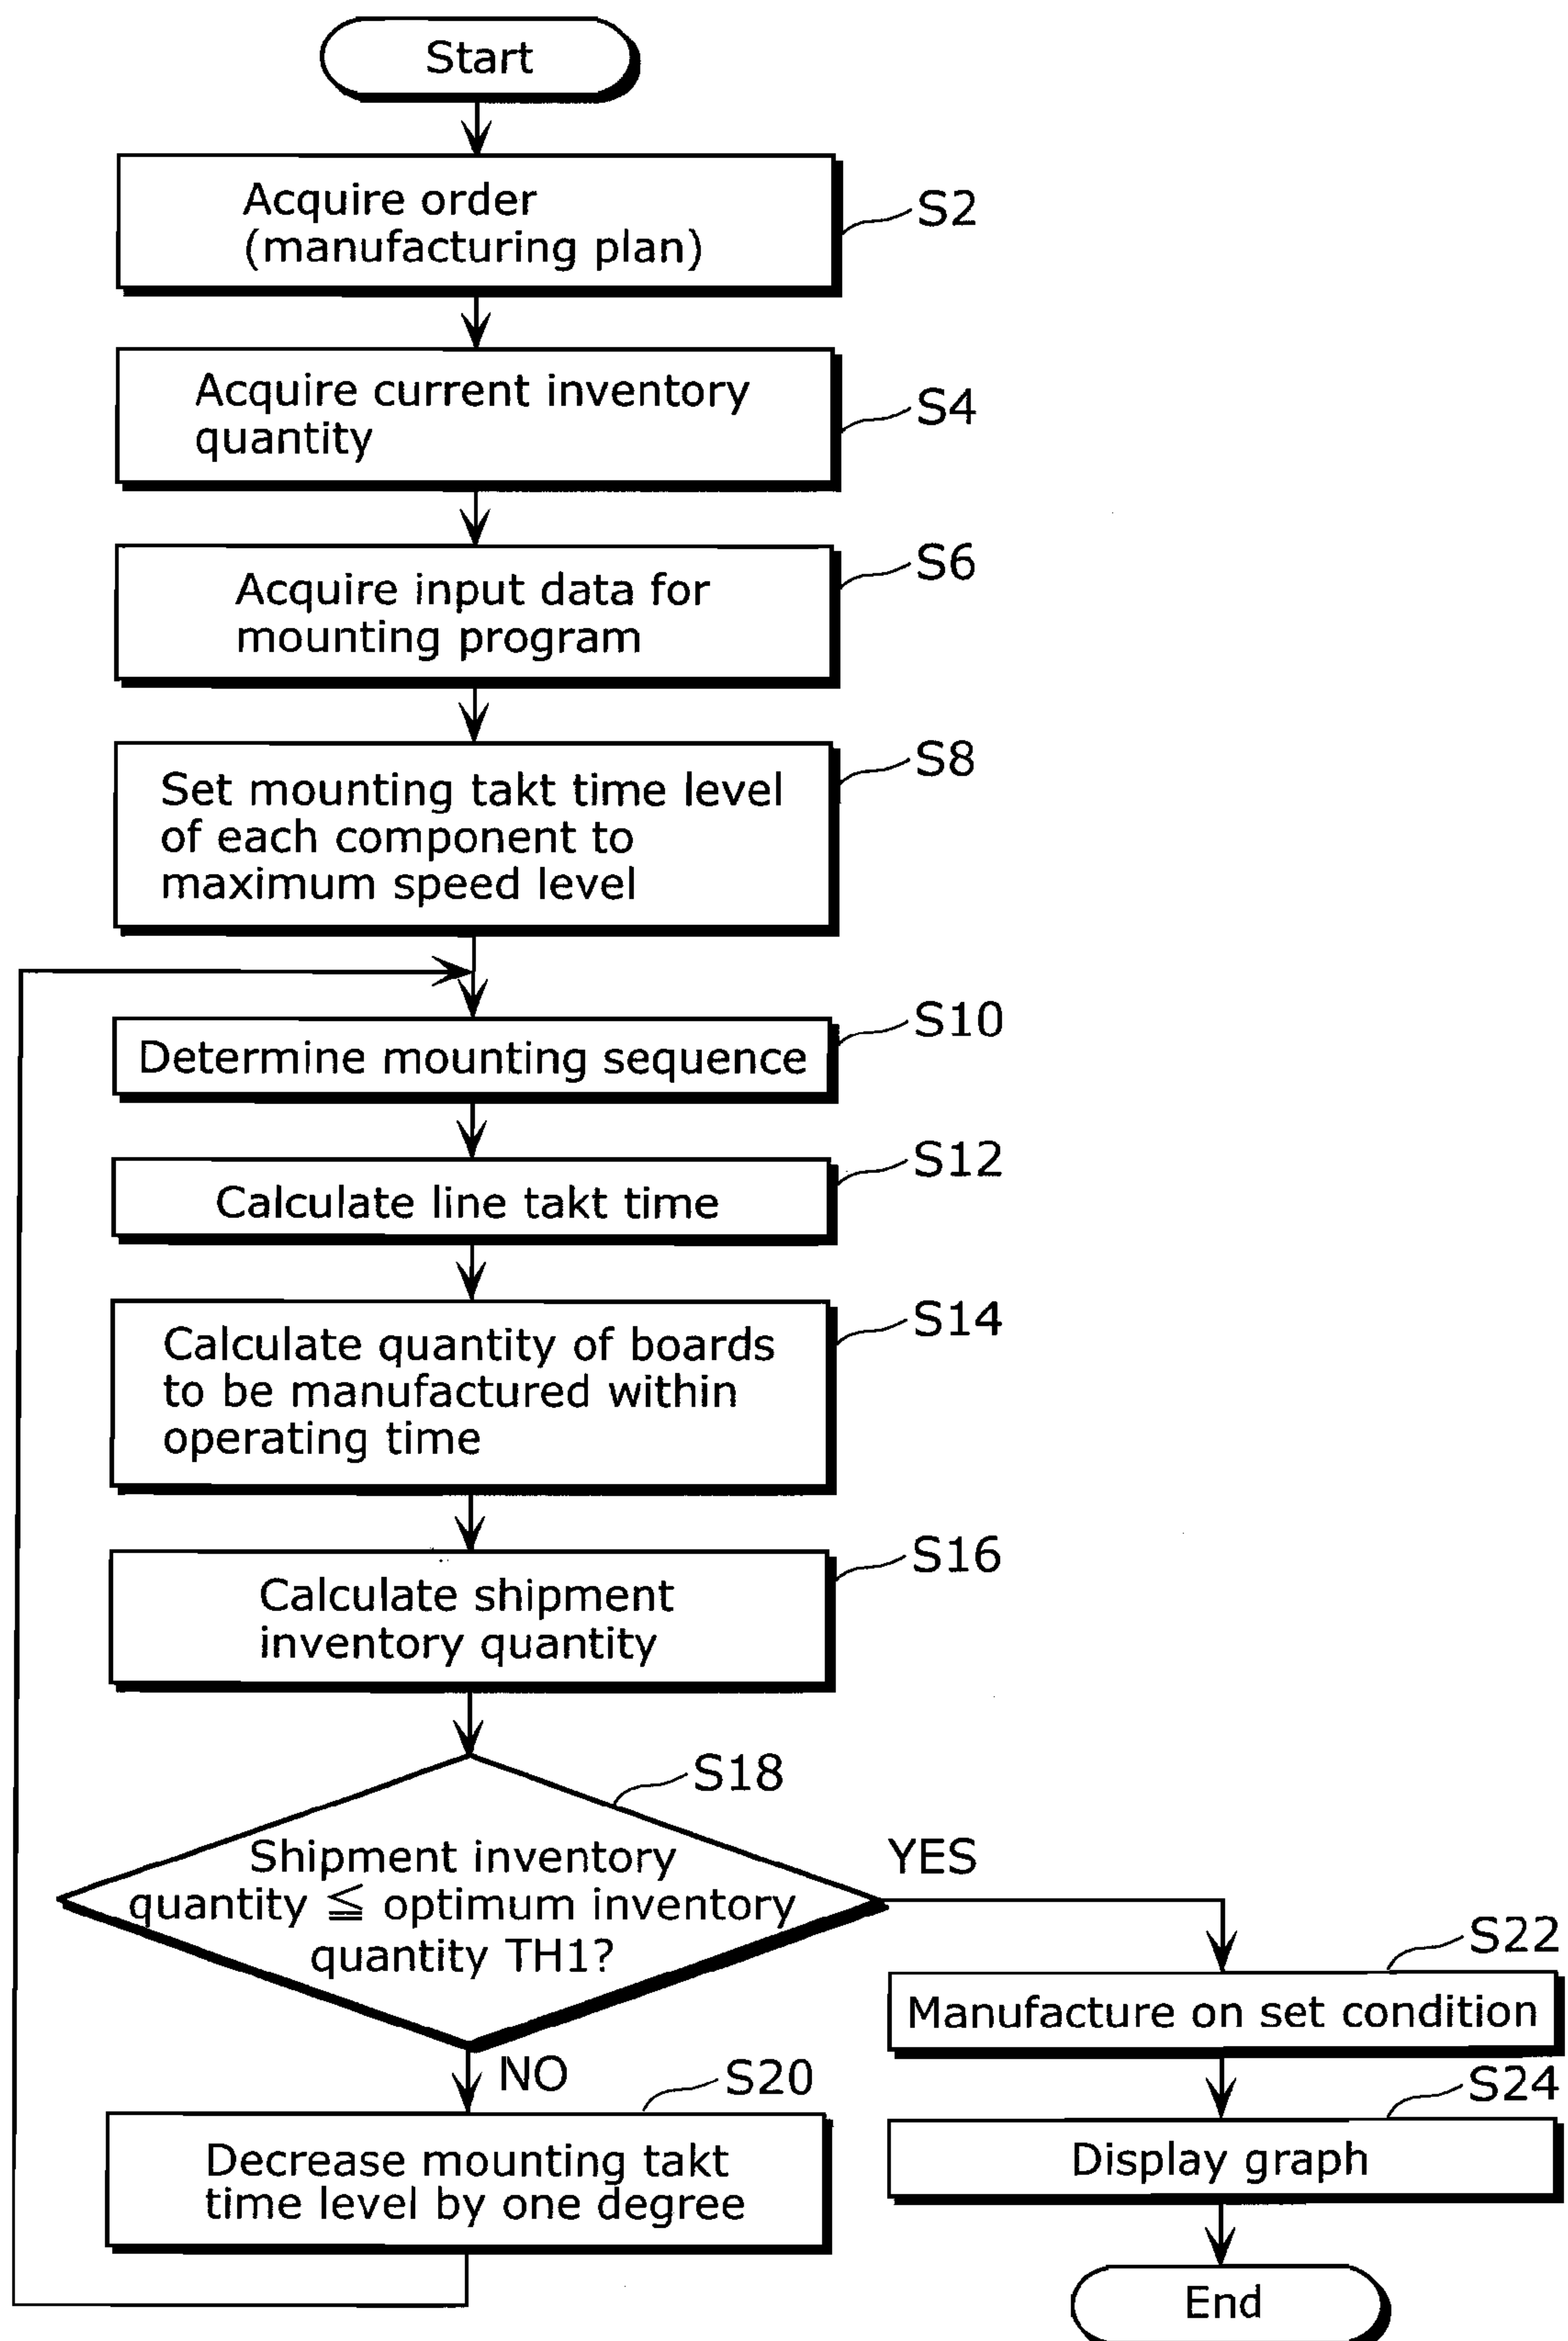 Start
Acquire order
(manufacturing plan)
S2
Acquire current inventory
quantity
S4
Acquire input data for
mounting program
S6
Set mounting takt time level
of each component to
maximum speed level
S8
Determine mounting sequence
S10
Calculate line takt time
S12
Calculate quantity of boards
to be manufactured within
operating time
S14
Calculate shipment
inventory quantity
S16
S18
Shipment inventory
quantity ≦ optimum inventory
quantity TH1?
YES
NO
S20
Decrease mounting takt
time level by one degree
S22
Manufacture on set condition
S24
Display graph
End